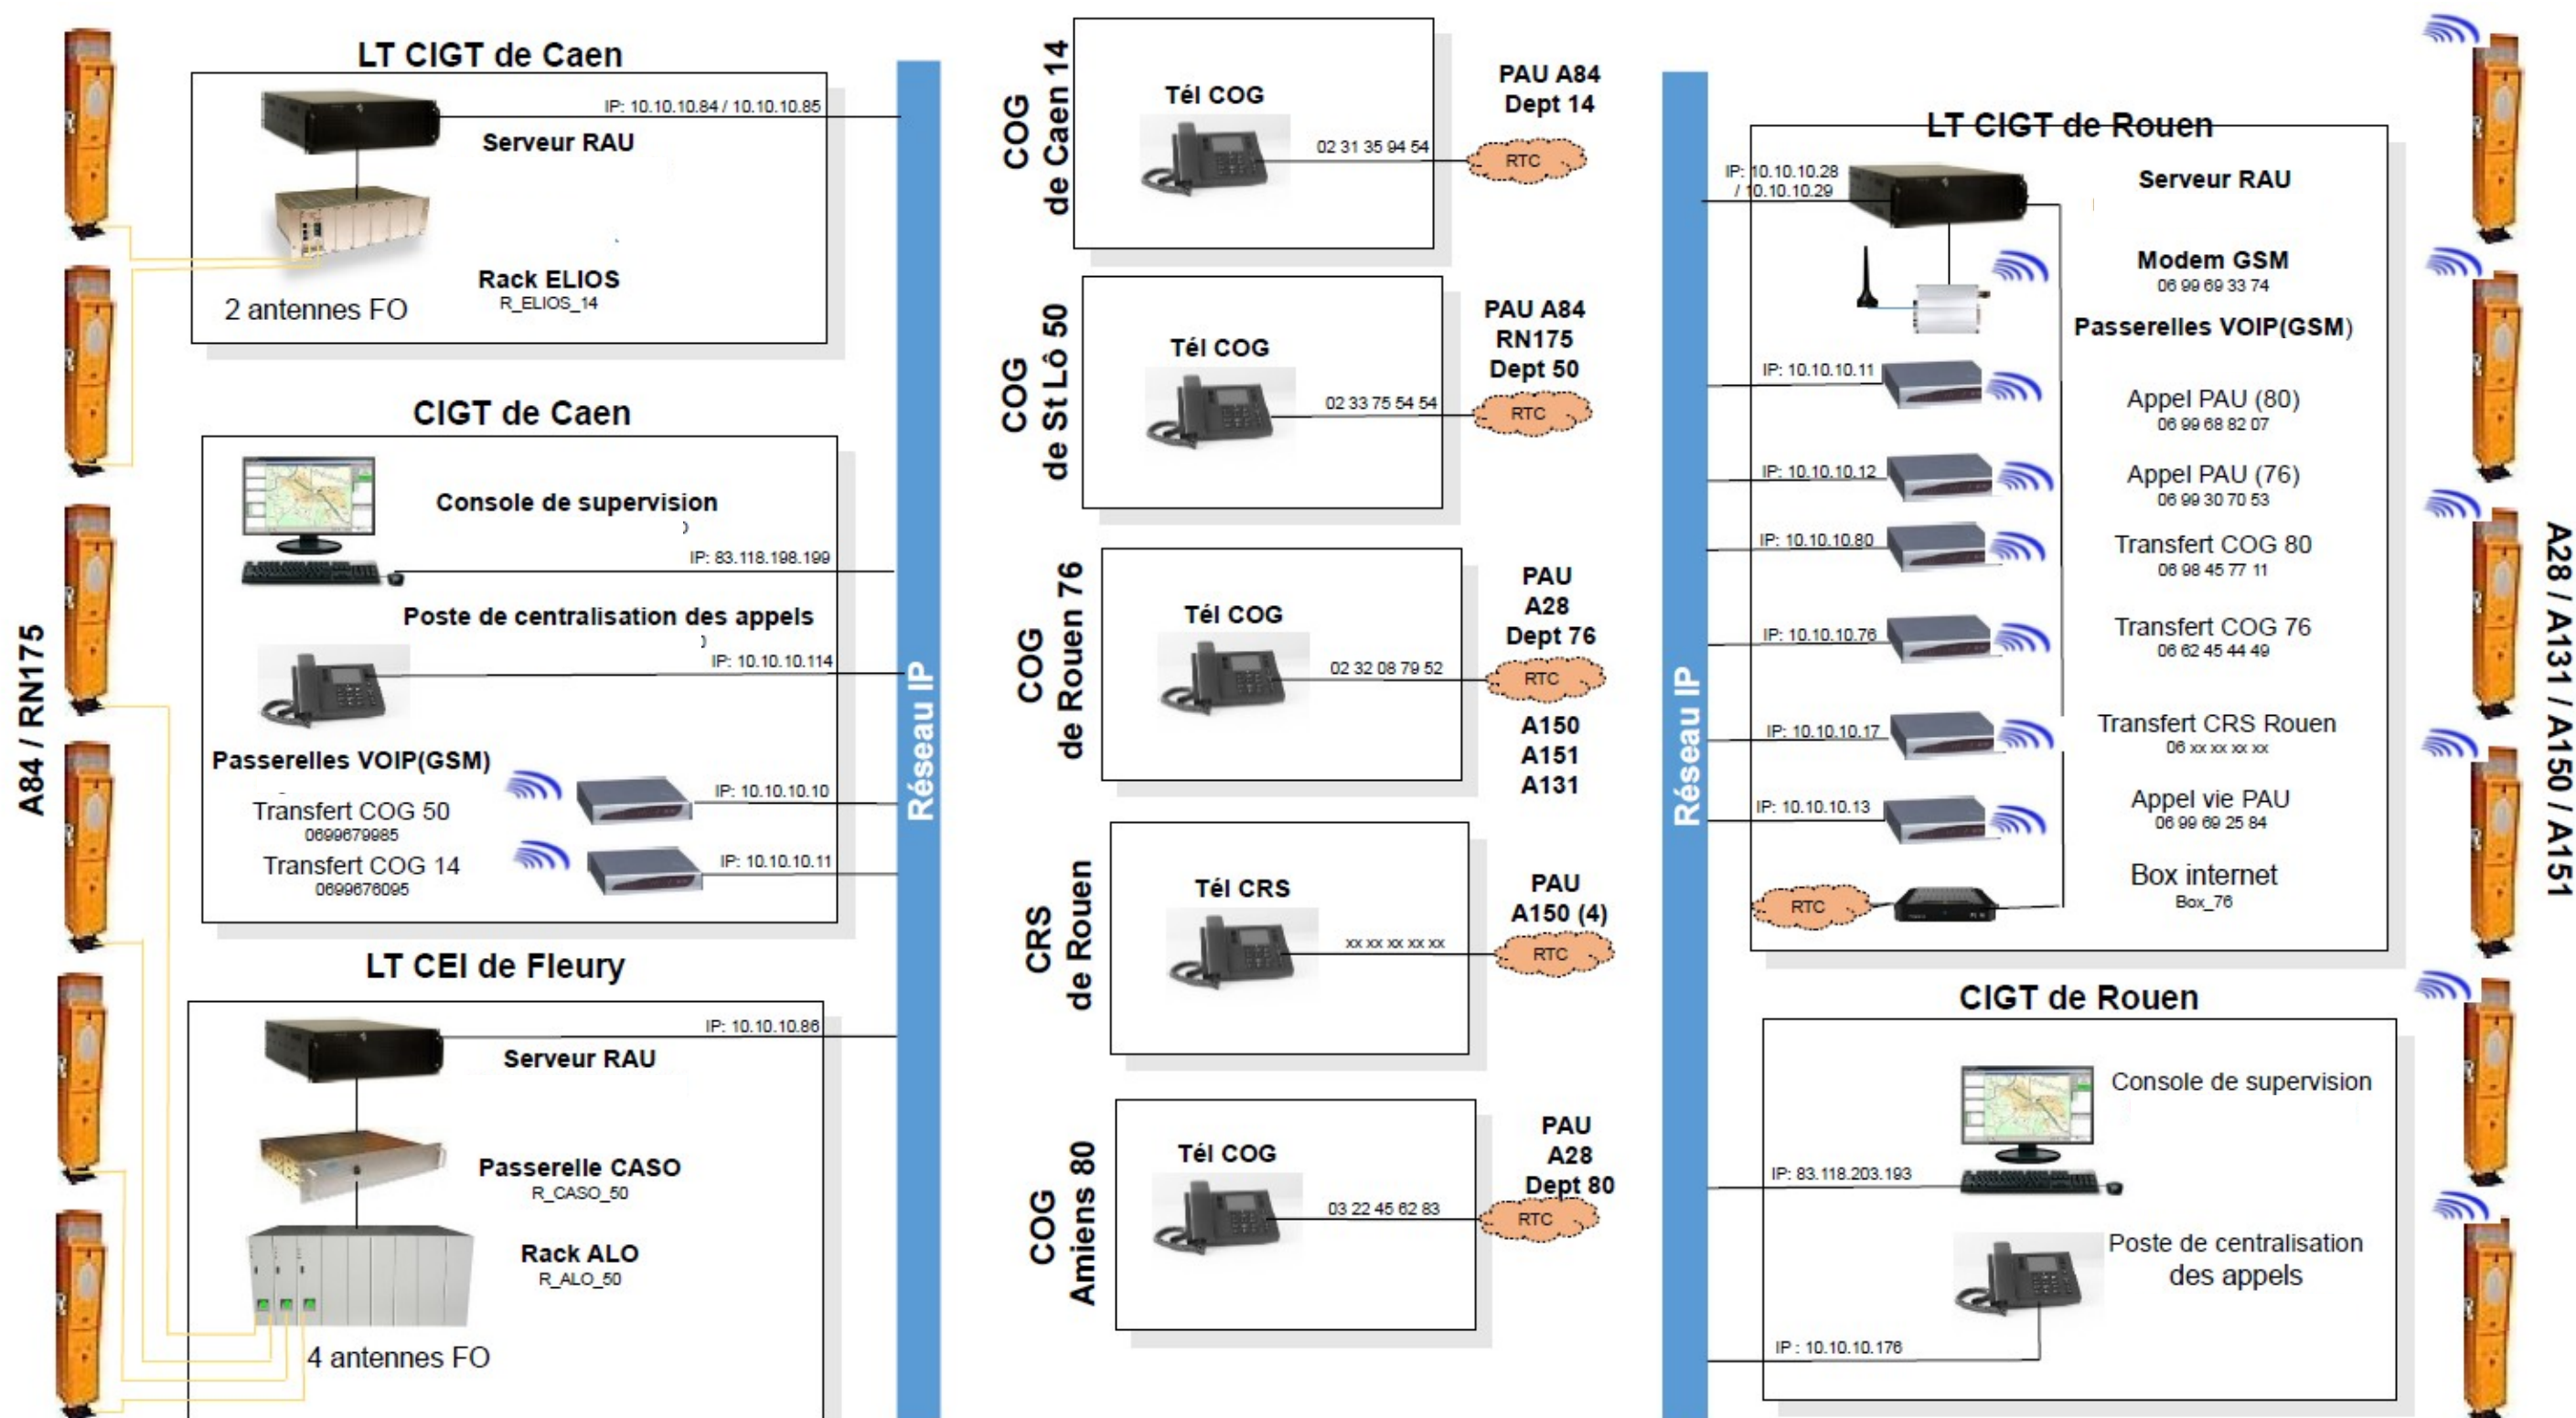 A84 / RN175
LT CIGT de Caen
IP: 10.10.10.84 / 10.10.10.85
Serveur RAU
Rack ELIOS
R_ELIOS_14
2 antennes FO
CIGT de Caen
Console de supervision
IP: 83.118.198.199
Poste de centralisation des appels
IP: 10.10.10.114
Passerelles VOIP(GSM)
Transfert COG 50
0699679985
IP: 10.10.10.10
Transfert COG 14
0699676095
IP: 10.10.10.11
LT CEI de Fleury
IP: 10.10.10.86
Serveur RAU
Passerelle CASO
R_CASO_50
Rack ALO
R_ALO_50
4 antennes FO
Réseau IP
COG
de Caen 14
Tél COG
02 31 35 94 54
PAU A84
Dept 14
RTC
COG
de St Lô 50
Tél COG
02 33 75 54 54
PAU A84
RN175
Dept 50
RTC
COG
de Rouen 76
Tél COG
02 32 08 79 52
PAU
A28
Dept 76
RTC
A150
A151
A131
CRS
de Rouen
Tél CRS
xx xx xx xx xx
PAU
A150 (4)
RTC
COG
Amiens 80
Tél COG
03 22 45 62 83
PAU
A28
Dept 80
RTC
Réseau IP
LT CIGT de Rouen
IP: 10.10.10.28
/ 10.10.10.29
Serveur RAU
Modem GSM
06 99 69 33 74
Passerelles VOIP(GSM)
IP: 10.10.10.11
Appel PAU (80)
06 99 68 82 07
IP: 10.10.10.12
Appel PAU (76)
06 99 30 70 53
IP: 10.10.10.80
Transfert COG 80
06 98 45 77 11
IP: 10.10.10.76
Transfert COG 76
06 62 45 44 49
IP: 10.10.10.17
Transfert CRS Rouen
06 xx xx xx xx
IP: 10.10.10.13
Appel vie PAU
06 99 69 25 84
RTC
Box internet
Box_76
CIGT de Rouen
Console de supervision
IP: 83.118.203.193
Poste de centralisation
des appels
IP : 10.10.10.176
A28 / A131 / A150 / A151